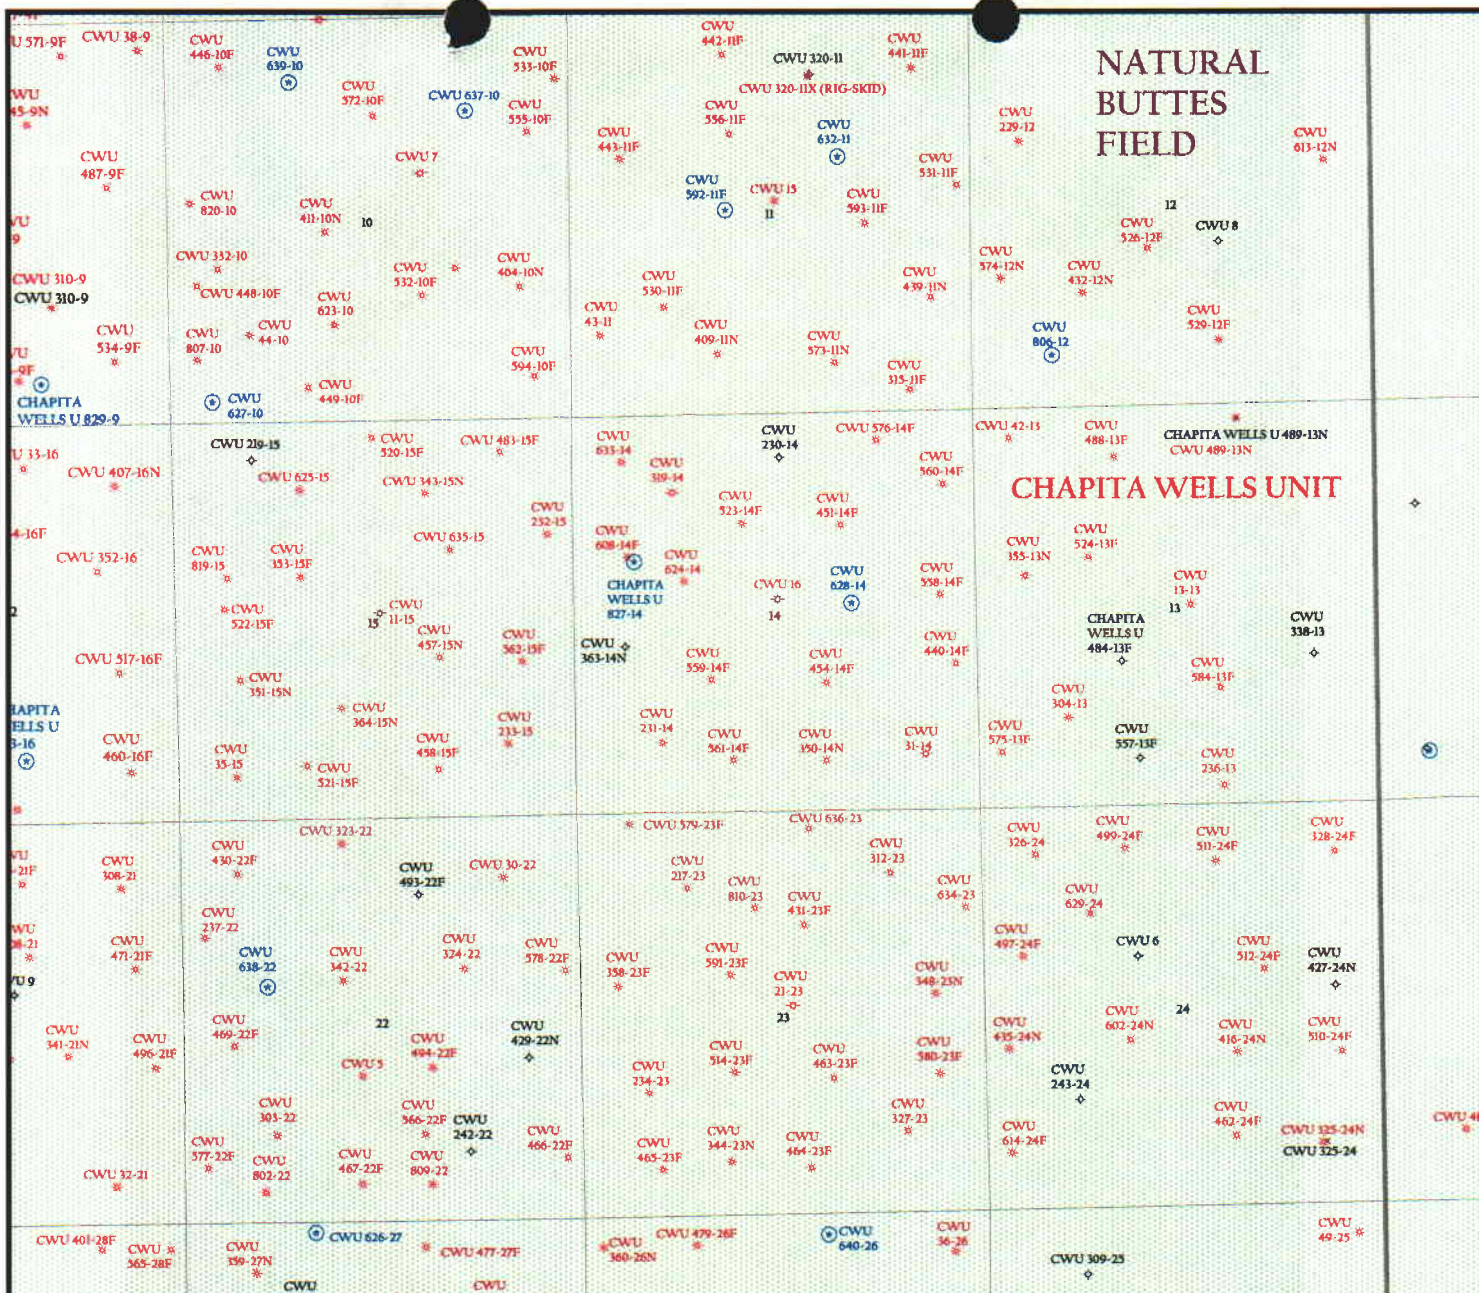 U 571-9F
CWU 38-9
CWU
446-10F
CWU
639-10
CWU
572-10F
CWU 637-10
CWU
533-10F
CWU
555-10F
CWU
45-9N
CWU
487-9F
CWU 7
CWU
820-10
CWU
411-10N
10
CWU 332-10
CWU 448-10F
CWU
532-10F
CWU
404-10N
CWU
623-10
CWU 310-9
CWU 310-9
CWU
534-9F
CWU
807-10
CWU
44-10
CWU
449-10F
CWU
594-10F
CWU
627-10
CHAPITA
WELLS U 829-9
CWU
442-11F
CWU 320-11
CWU 320-11X (RIG-SKID)
CWU
441-11F
CWU
443-11F
CWU
556-11F
CWU
632-11
CWU
592-11F
CWU 15
11
CWU
593-11F
CWU
531-11F
CWU
530-11F
CWU
439-11N
CWU
43-11
CWU
409-11N
CWU
573-11N
CWU
315-11F
NATURAL
BUTTES
FIELD
CWU
229-12
CWU
613-12N
12
CWU 8
CWU
526-12F
CWU
574-12N
CWU
432-12N
CWU
529-12F
CWU
806-12
U 33-16
CWU 407-16N
4-16F
CWU 352-16
CWU 517-16F
HAPITA
ELLS U
3-16
CWU
460-16F
CWU 219-15
CWU
520-15F
CWU 483-15F
CWU 625-15
CWU 343-15N
CWU
232-15
CWU 635-15
CWU
819-15
CWU
353-15F
CWU
522-15F
15
CWU
11-15
CWU
457-15N
CWU
562-15F
CWU
351-15N
CWU
364-15N
CWU
233-15
CWU
35-15
CWU
521-15F
CWU
458-15F
CWU
633-14
CWU
230-14
CWU 576-14F
CWU
319-14
CWU
560-14F
CWU
523-14F
CWU
451-14F
CWU
608-14F
CWU
624-14
CHAPITA
WELLS U
827-14
CWU 16
14
CWU
628-14
CWU
558-14F
CWU
363-14N
CWU
559-14F
CWU
454-14F
CWU
440-14F
CWU
231-14
CWU
561-14F
CWU
350-14N
CWU
31-14
CWU 42-13
CWU
488-13F
CHAPITA WELLS U 489-13N
CWU 489-13N
CHAPITA WELLS UNIT
CWU
355-13N
CWU
524-13F
CWU
13-13
13
CHAPITA
WELLS U
484-13F
CWU
338-13
CWU
584-13F
CWU
304-13
CWU
575-13F
CWU
557-13F
CWU
236-13
CWU
308-21
CWU
471-21F
CWU
341-21N
CWU
496-21F
CWU 32-21
CWU 323-22
CWU
430-22F
CWU
493-22F
CWU 30-22
CWU
237-22
CWU
638-22
CWU
342-22
CWU
324-22
CWU
578-22F
CWU
469-22F
22
CWU
429-22N
CWU 5
CWU
494-22F
CWU
303-22
CWU
566-22F
CWU
242-22
CWU
466-22F
CWU
577-22F
CWU
802-22
CWU
467-22F
CWU
809-22
CWU 579-23F
CWU 636-23
CWU
217-23
CWU
312-23
CWU
810-23
CWU
431-23F
CWU
634-23
CWU
358-23F
CWU
591-23F
CWU
21-23
23
CWU
348-23N
CWU
234-23
CWU
514-23F
CWU
463-23F
CWU
580-23F
CWU
327-23
CWU
465-23F
CWU
344-23N
CWU
464-23F
CWU
326-24
CWU
499-24F
CWU
511-24F
CWU
328-24F
CWU
629-24
CWU
497-24F
CWU 6
CWU
512-24F
CWU
427-24N
24
CWU
435-24N
CWU
602-24N
CWU
416-24N
CWU
510-24F
CWU
243-24
CWU
614-24F
CWU
462-24F
CWU 325-24N
CWU 325-24
CWU 401-28F
CWU
565-28F
CWU
359-27N
CWU 626-27
CWU 477-27F
CWU
CWU
CWU
360-26N
CWU 479-26F
CWU
640-26
CWU
36-26
CWU 309-25
CWU
49-25